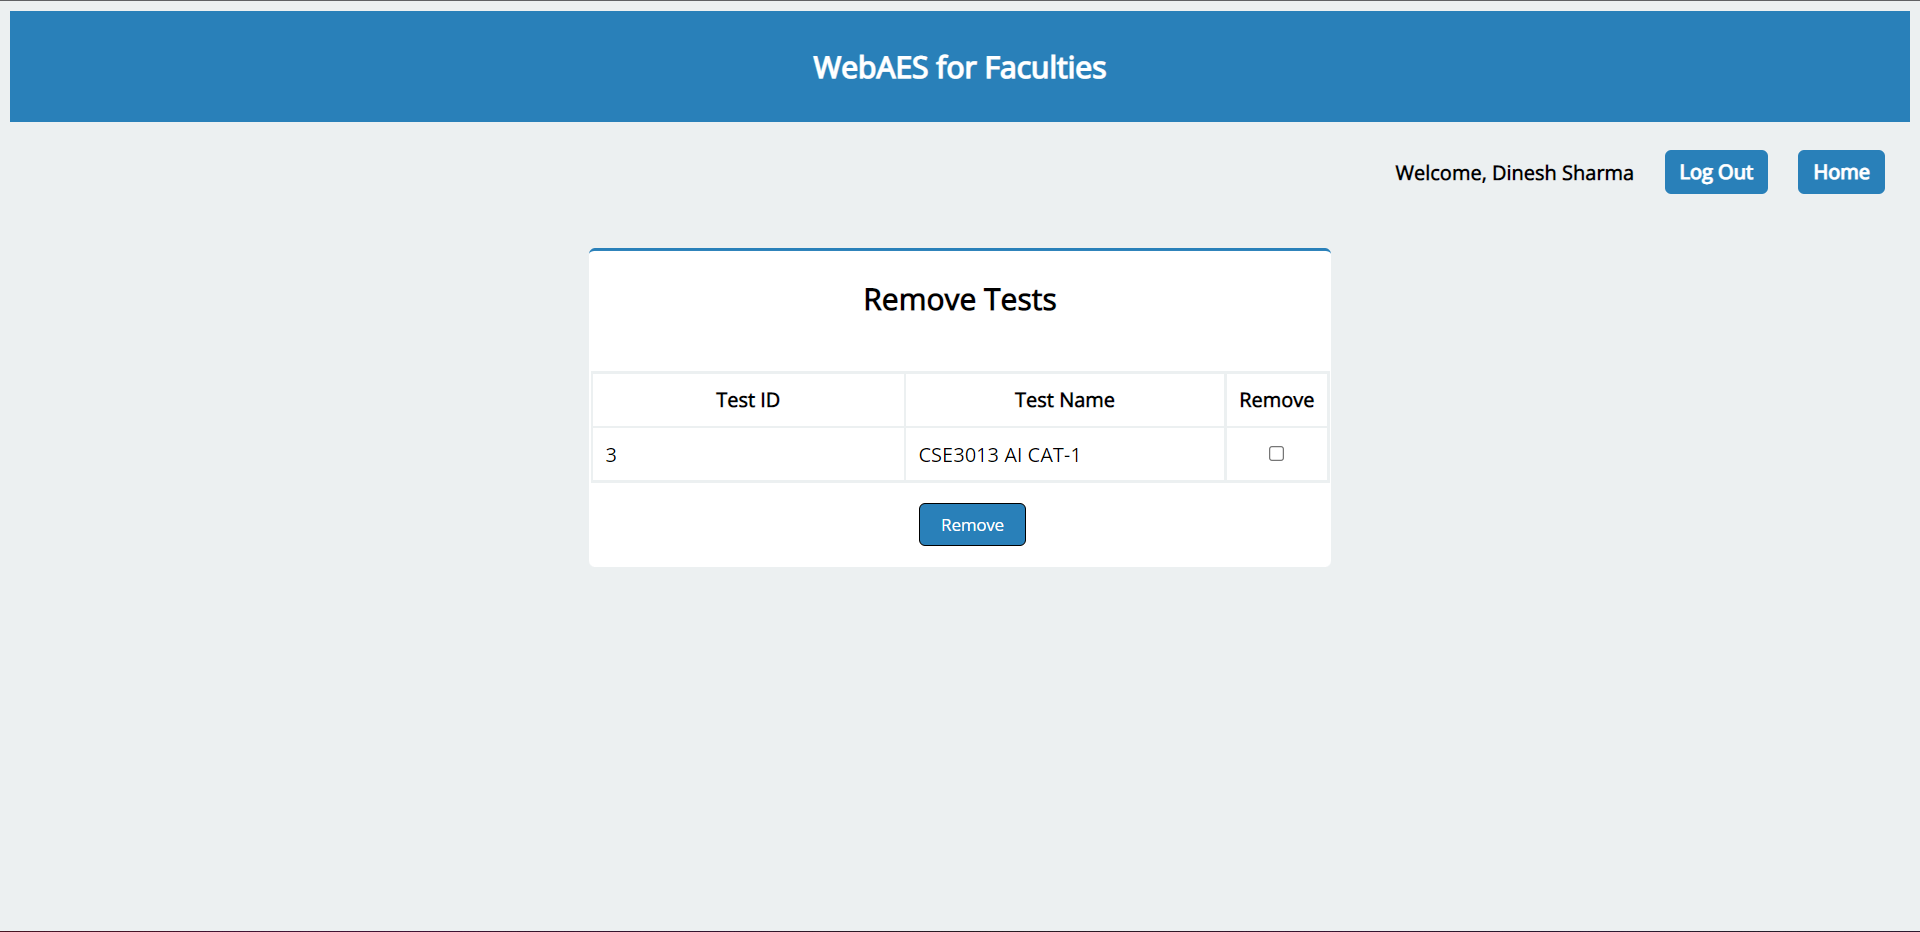 WebAES for Faculties
Welcome, Dinesh Sharma Log Out Home
Remove Tests
Test ID Test Name Remove
3 CSE3013 AI CAT-1
Remove